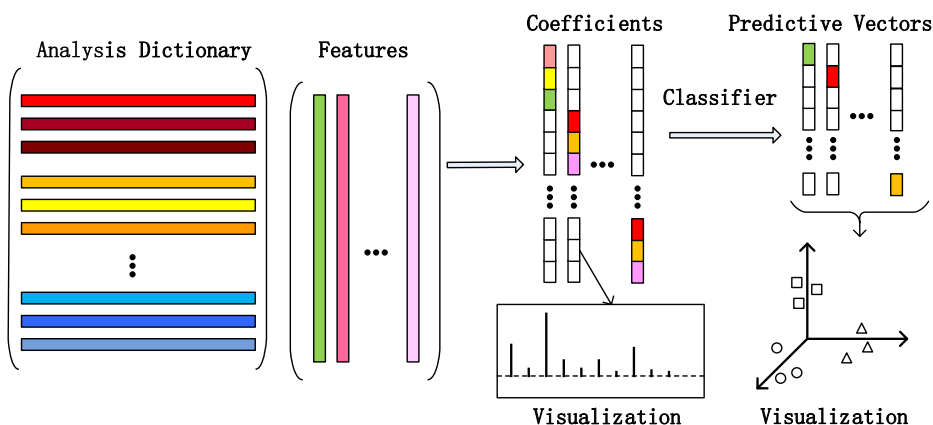 Analysis Dictionary
Features
Coefficients
Classifier
Predictive Vectors
Visualization
Visualization